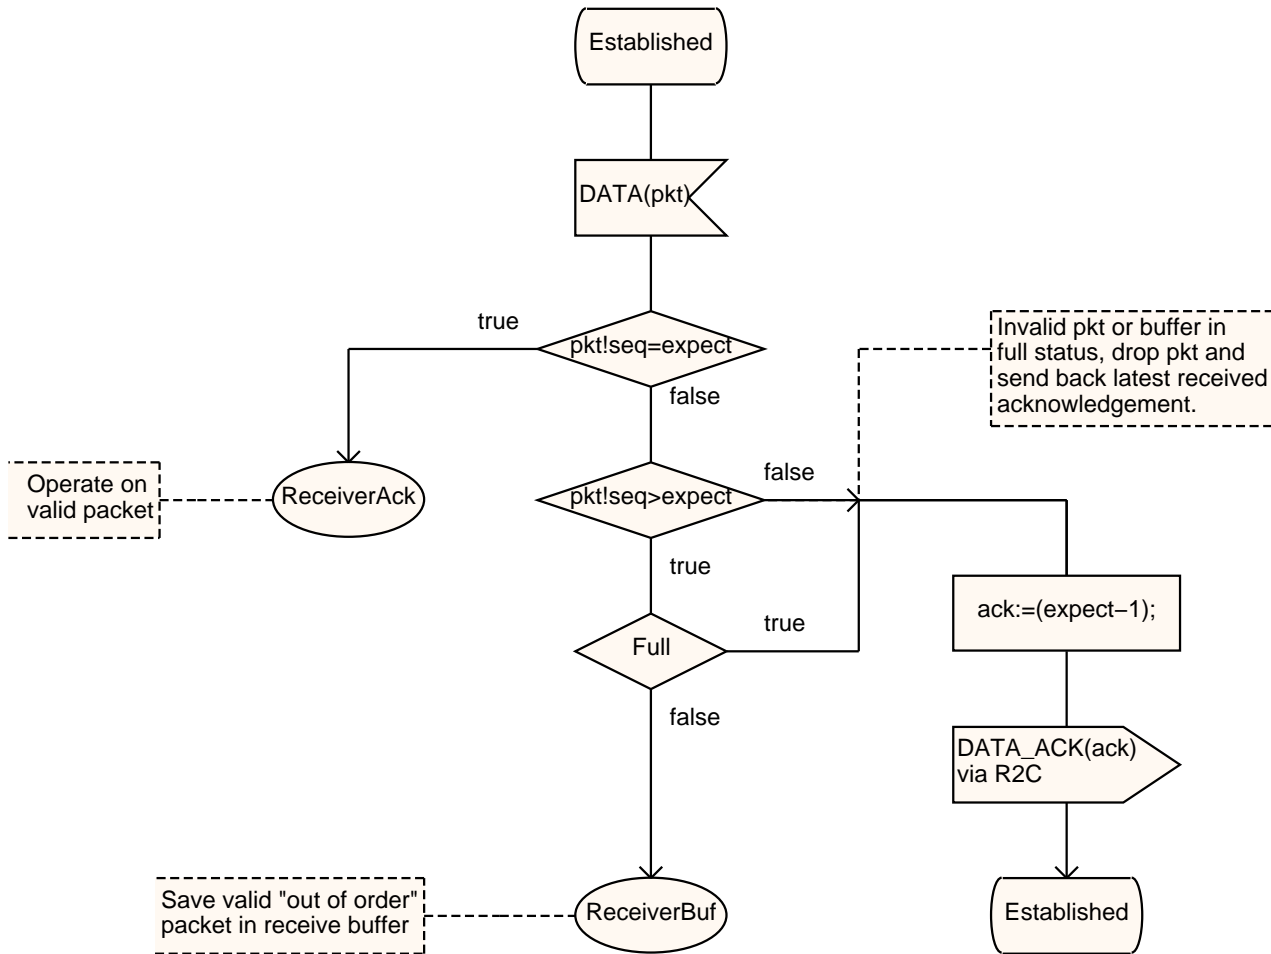 Established
DATA(pkt)
true
pkt!seq=expect
false
Invalid pkt or buffer in
full status, drop pkt and
send back latest received
acknowledgement.
Operate on
valid packet
ReceiverAck
pkt!seq>expect
false
true
Full
true
false
ack:=(expect−1);
DATA_ACK(ack)
via R2C
Save valid "out of order"
packet in receive buffer
ReceiverBuf
Established